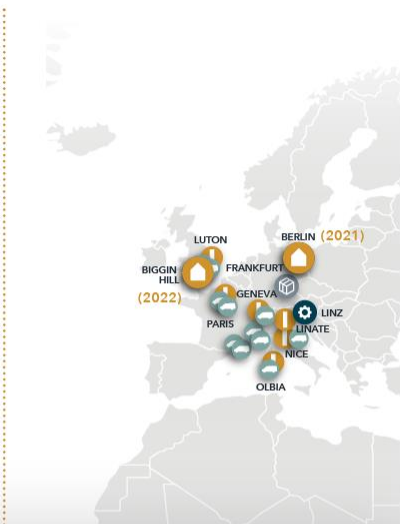 BERLIN (2021)
LUTON
BIGGIN
HILL
(2022)
FRANKFURT
GENEVA
LINZ
PARIS
LINATE
NICE
OLBIA